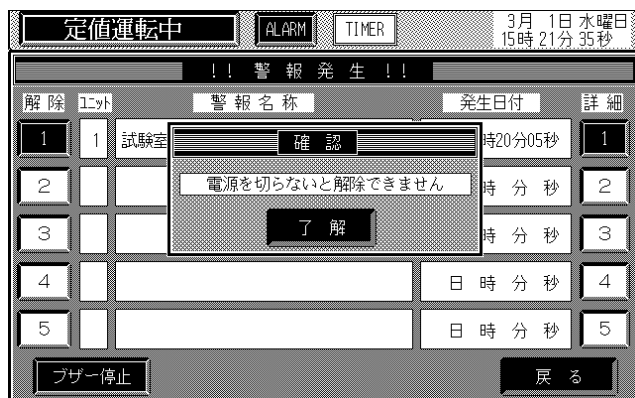 定値運転中 ALARM TIMER 3月 1日 水曜日
15時 21分 35秒
!! 警報発生 !!
解除 ユニット 警報名称 発生日付 詳細
1 1 試験室 時20分05秒 1
確認
2 時 分 秒 2
電源を切らないと解除できません
3 時 分 秒 3
了解
4 日 時 分 秒 4
5 日 時 分 秒 5
ブザー停止 戻る